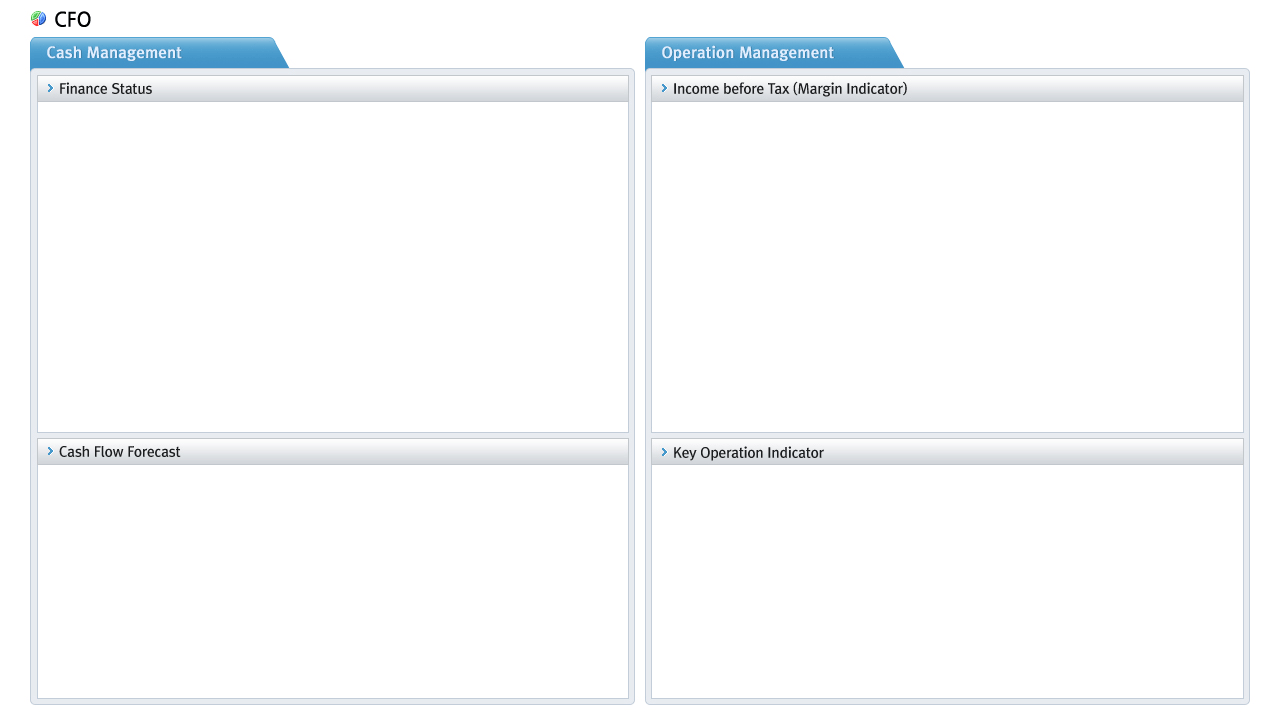 CFO
Cash Management
Finance Status
Cash Flow Forecast
Operation Management
Income before Tax (Margin Indicator)
Key Operation Indicator